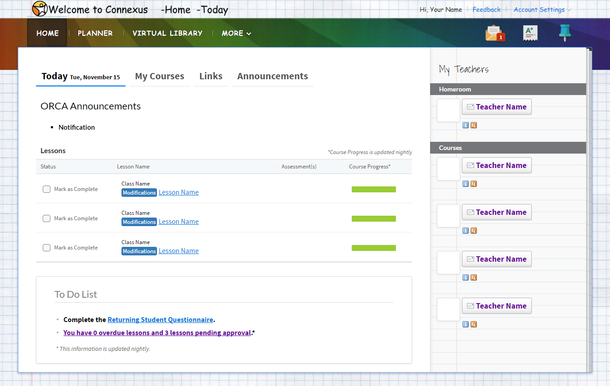 Welcome to Connexus -Home -Today
Hi, Your Name Feedback Account Settings
HOME PLANNER VIRTUAL LIBRARY MORE
A+
1
Today Tue, November 15 My Courses Links Announcements
ORCA Announcements
• Notification
Lessons
*Course Progress is updated nightly
Status Lesson Name Assessment(s) Course Progress*
Class Name
Mark as Complete
Modifications Lesson Name
Class Name
Mark as Complete
Modifications Lesson Name
Class Name
Mark as Complete
Modifications Lesson Name
To Do List
Complete the Returning Student Questionnaire.
You have 0 overdue lessons and 3 lessons pending approval.*
* This information is updated nightly.
My Teachers
Homeroom
Teacher Name
Courses
Teacher Name
Teacher Name
Teacher Name
Teacher Name